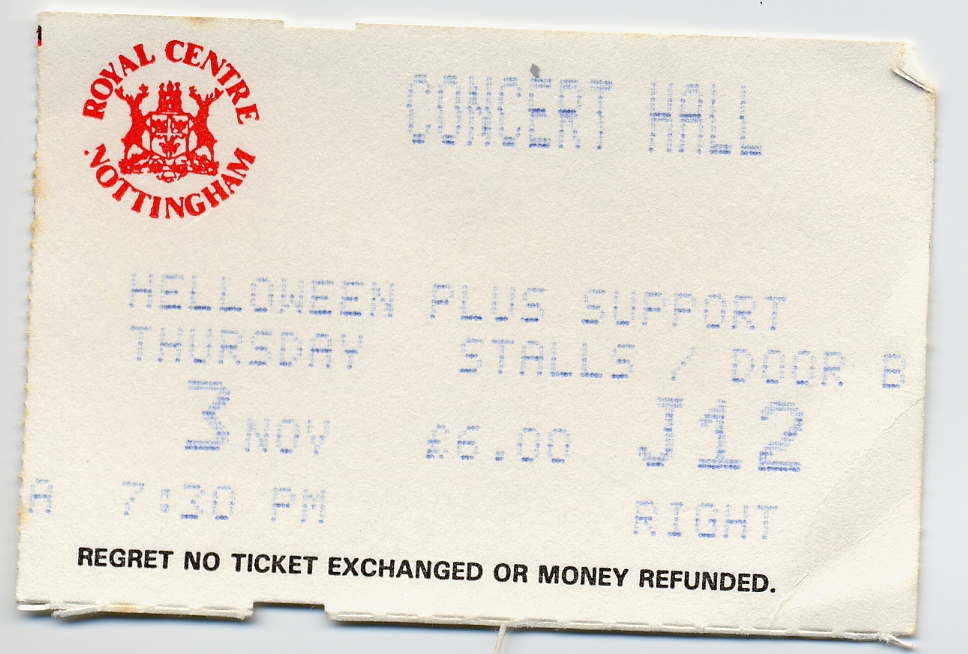 ROYAL CENTRE
NOTTINGHAM
CONCERT HALL
HELLOWEEN PLUS SUPPORT
THURSDAY STALLS / DOOR B
3 NOV £6.00 J12
A 7:30 PM RIGHT
REGRET NO TICKET EXCHANGED OR MONEY REFUNDED.